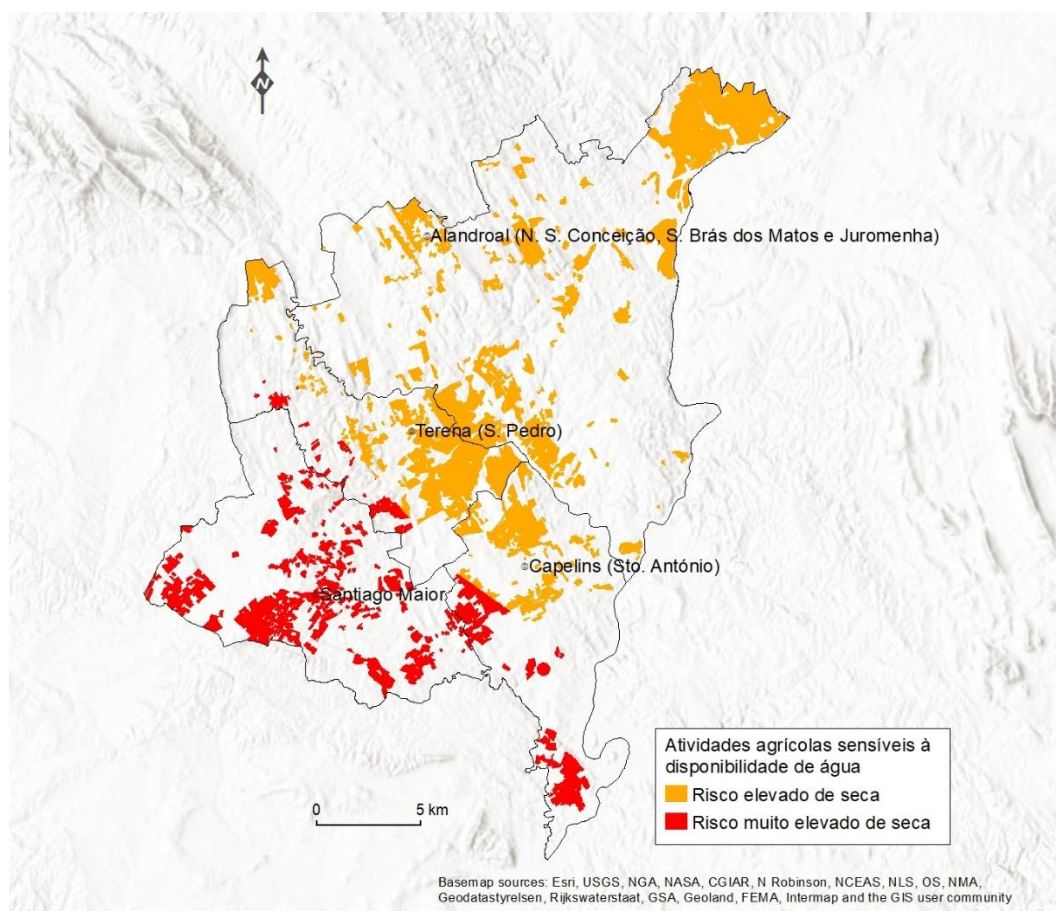 N
Alandroal (N. S. Conceição, S. Brás dos Matos e Juromenha)
Terena (S. Pedro)
Capelins (Sto. António)
Santiago Maior
Atividades agrícolas sensíveis à
disponibilidade de água
Risco elevado de seca
Risco muito elevado de seca
0 5 km
Basemap sources: Esri, USGS, NGA, NASA, CGIAR, N Robinson, NCEAS, NLS, OS, NMA,
Geodatastyrelsen, Rijkswaterstaat, GSA, Geoland, FEMA, Intermap and the GIS user community